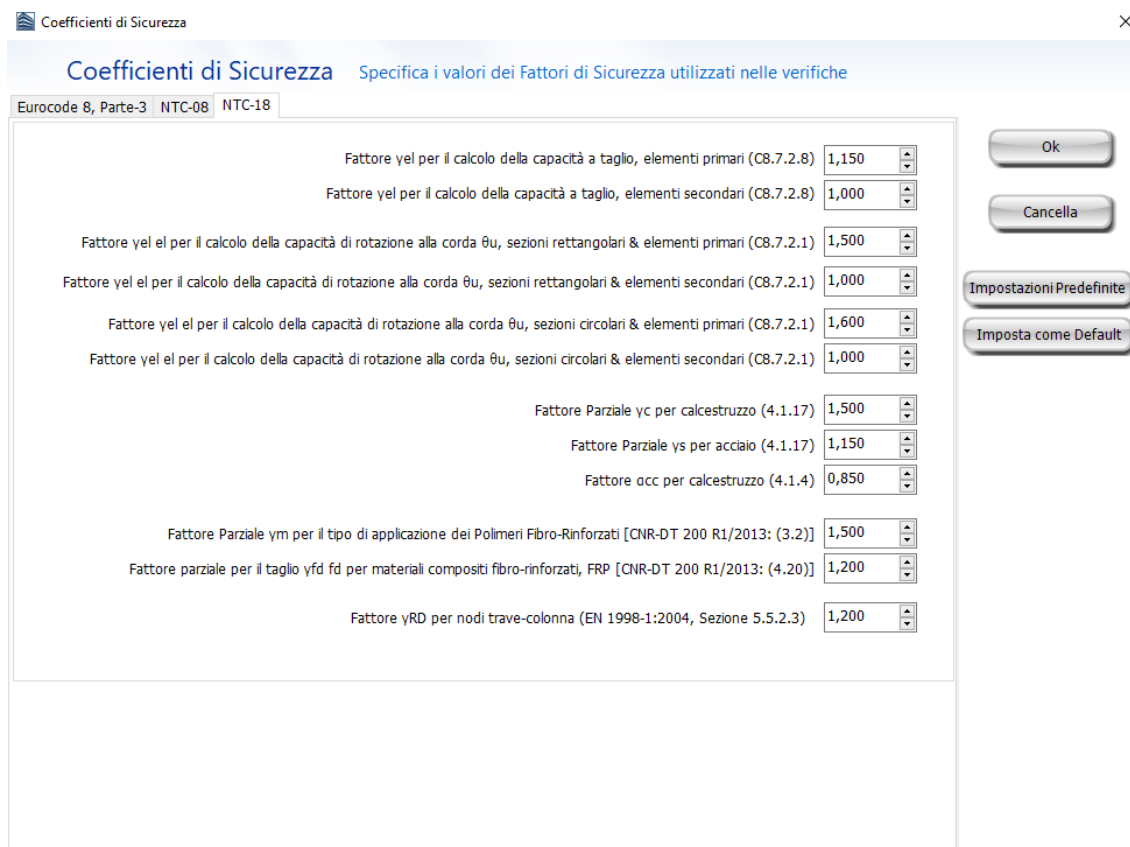 Coefficienti di Sicurezza
Coefficienti di Sicurezza Specifica i valori dei Fattori di Sicurezza utilizzati nelle verifiche
Eurocode 8, Parte-3 NTC-08 NTC-18
Fattore γel per il calcolo della capacità a taglio, elementi primari (C8.7.2.8) 1,150
Fattore γel per il calcolo della capacità a taglio, elementi secondari (C8.7.2.8) 1,000
Fattore γel el per il calcolo della capacità di rotazione alla corda θu, sezioni rettangolari & elementi primari (C8.7.2.1) 1,500
Fattore γel el per il calcolo della capacità di rotazione alla corda θu, sezioni rettangolari & elementi secondari (C8.7.2.1) 1,000
Fattore γel el per il calcolo della capacità di rotazione alla corda θu, sezioni circolari & elementi primari (C8.7.2.1) 1,600
Fattore γel el per il calcolo della capacità di rotazione alla corda θu, sezioni circolari & elementi secondari (C8.7.2.1) 1,000
Fattore Parziale γc per calcestruzzo (4.1.17) 1,500
Fattore Parziale γs per acciaio (4.1.17) 1,150
Fattore αcc per calcestruzzo (4.1.4) 0,850
Fattore Parziale γm per il tipo di applicazione dei Polimeri Fibro-Rinforzati [CNR-DT 200 R1/2013: (3.2)] 1,500
Fattore parziale per il taglio γfd fd per materiali compositi fibro-rinforzati, FRP [CNR-DT 200 R1/2013: (4.20)] 1,200
Fattore γRD per nodi trave-colonna (EN 1998-1:2004, Sezione 5.5.2.3) 1,200
Ok
Cancella
Impostazioni Predefinite
Imposta come Default